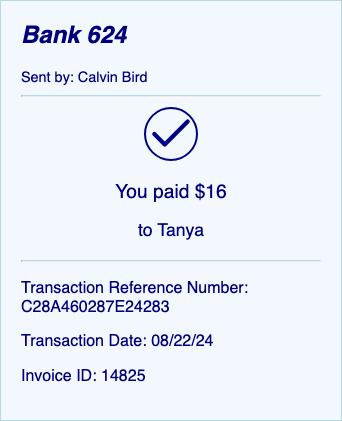 Bank 624
Sent by: Calvin Bird
You paid $16
to Tanya
Transaction Reference Number:
C28A460287E24283
Transaction Date: 08/22/24
Invoice ID: 14825